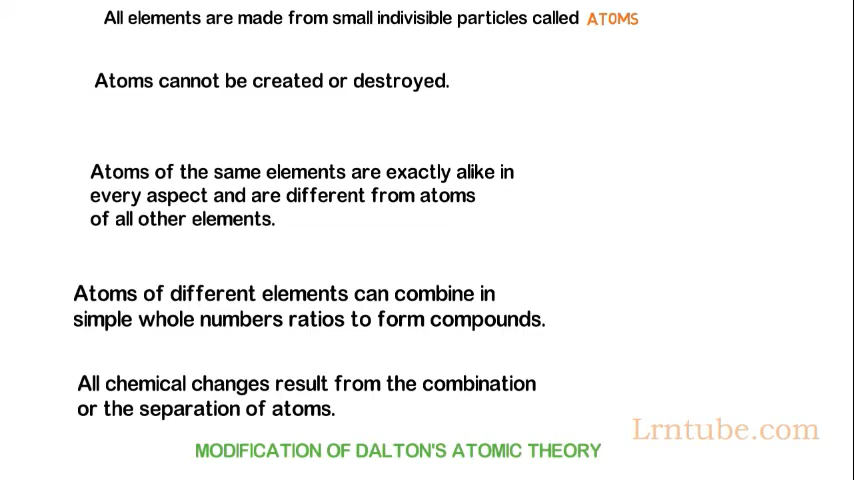 All elements are made from small indivisible particles called ATOMS
Atoms cannot be created or destroyed.
Atoms of the same elements are exactly alike in
every aspect and are different from atoms
of all other elements.
Atoms of different elements can combine in
simple whole numbers ratios to form compounds.
All chemical changes result from the combination
or the separation of atoms.
Lrntube.com
MODIFICATION OF DALTON'S ATOMIC THEORY